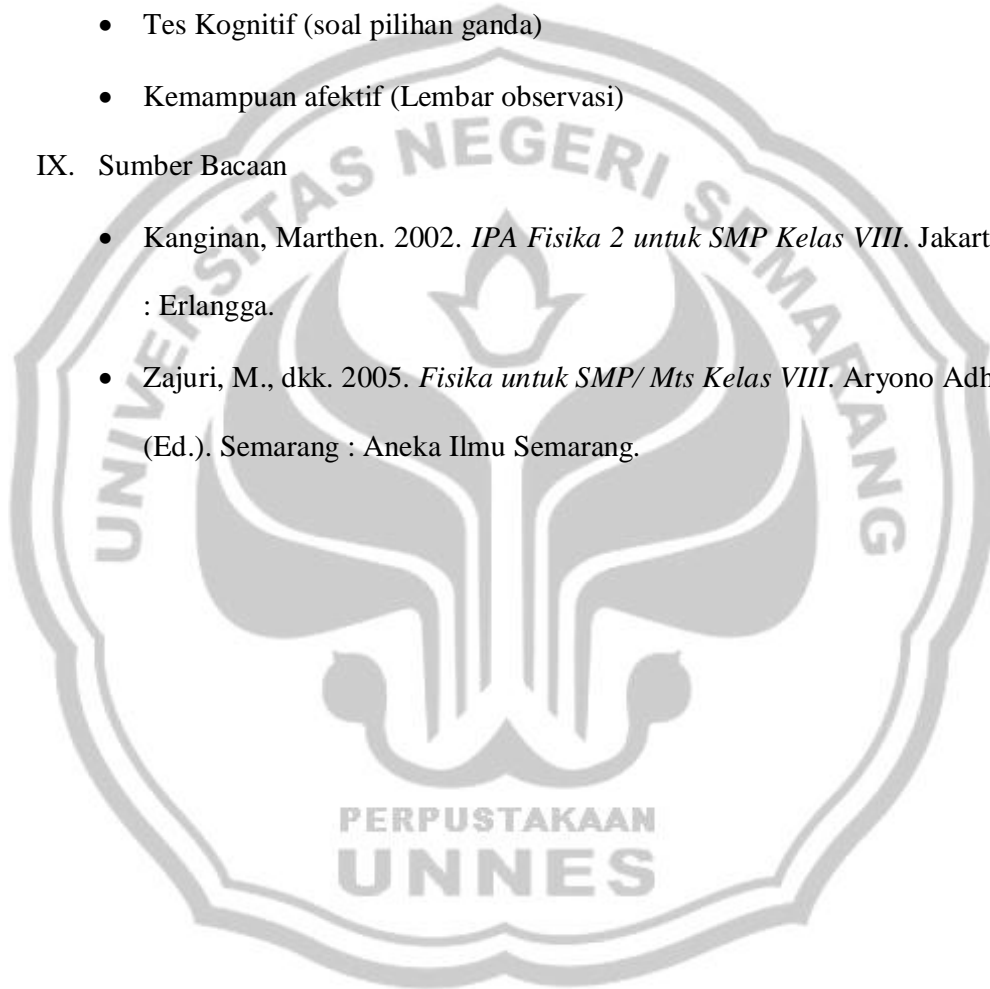 • Tes Kognitif (soal pilihan ganda)
• Kemampuan afektif (Lembar observasi)
IX. Sumber Bacaan
• Kanginan, Marthen. 2002. IPA Fisika 2 untuk SMP Kelas VIII. Jakart
: Erlangga.
• Zajuri, M., dkk. 2005. Fisika untuk SMP/ Mts Kelas VIII. Aryono Adh
(Ed.). Semarang : Aneka Ilmu Semarang.
UNIVERSITAS NEGERI SEMARANG
PERPUSTAKAAN
UNNES